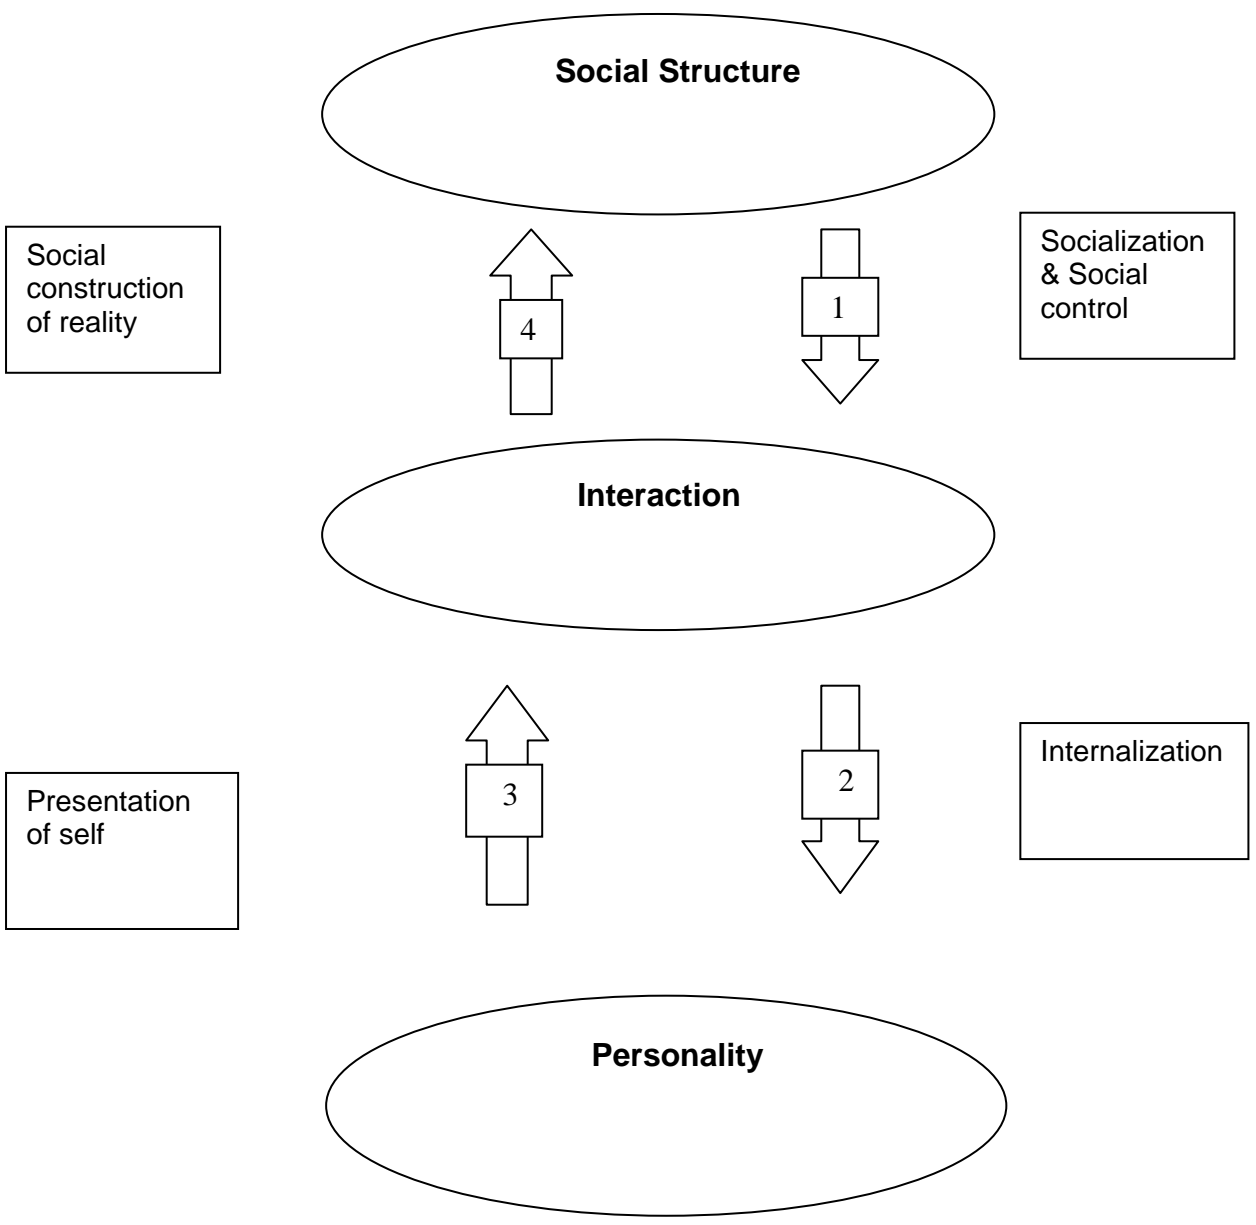 Social Structure
Social
construction
of reality
4
1
Socialization
& Social
control
Interaction
Presentation
of self
3
2
Internalization
Personality